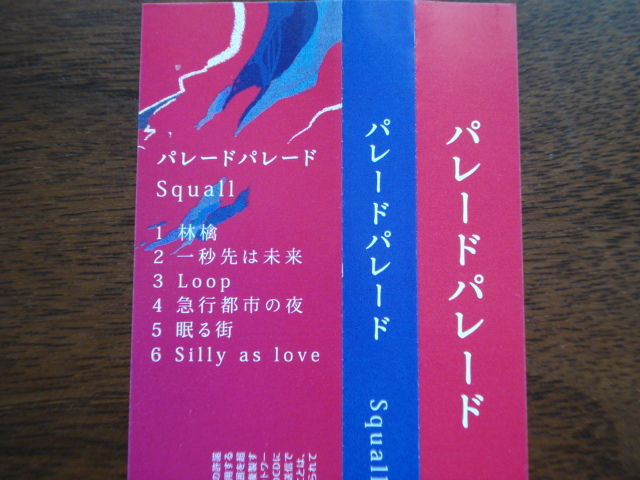 パレードパレード
Squall
1 林檎
2 一秒先は未来
3 Loop
4 急行都市の夜
5 眠る街
6 Silly as love
パレードパレード Squall
パレードパレード